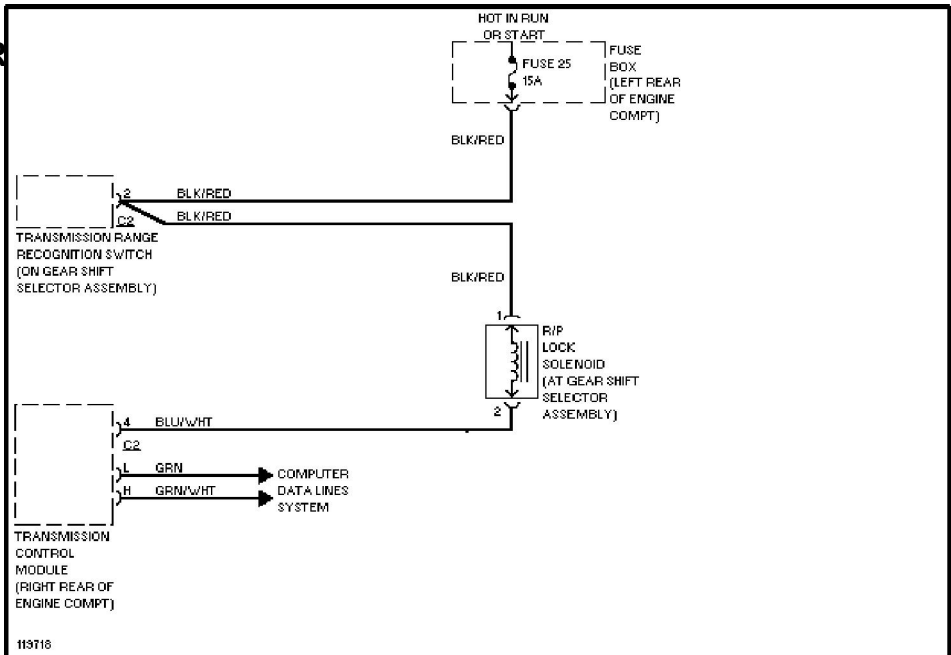 HOT IN RUN
OR START
FUSE 25
15A
FUSE
BOX
(LEFT REAR
OF ENGINE
COMPT)
BLK/RED
2
BLK/RED
BLK/RED
C2
TRANSMISSION RANGE
RECOGNITION SWITCH
(ON GEAR SHIFT
SELECTOR ASSEMBLY)
BLK/RED
1
R/P
LOCK
SOLENOID
(AT GEAR SHIFT
SELECTOR
ASSEMBLY)
2
4 BLU/WHT
C2
L GRN
H GRN/WHT
COMPUTER
DATA LINES
SYSTEM
TRANSMISSION
CONTROL
MODULE
(RIGHT REAR OF
ENGINE COMPT)
119718